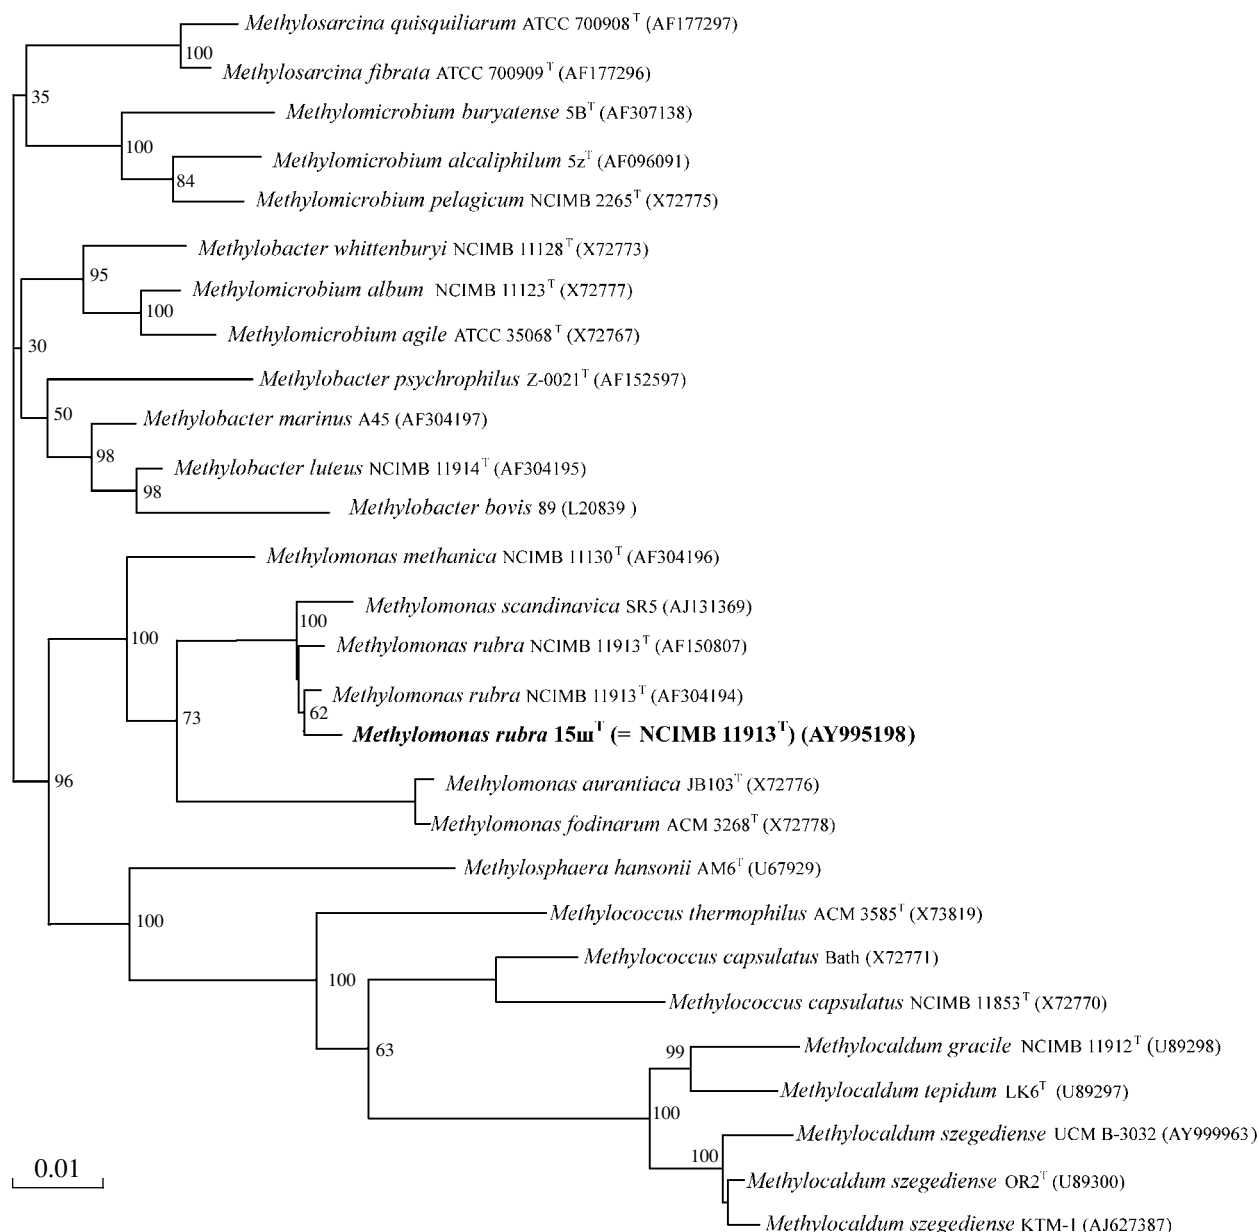 Methylosarcina quisquiliarum ATCC 700908ᵀ (AF177297)
100
Methylosarcina fibrata ATCC 700909ᵀ (AF177296)
35
Methylomicrobium buryatense 5Bᵀ (AF307138)
100
Methylomicrobium alcaliphilum 5zᵀ (AF096091)
84
Methylomicrobium pelagicum NCIMB 2265ᵀ (X72775)
Methylobacter whittenburyi NCIMB 11128ᵀ (X72773)
95
Methylomicrobium album NCIMB 11123ᵀ (X72777)
100
Methylomicrobium agile ATCC 35068ᵀ (X72767)
30
Methylobacter psychrophilus Z-0021ᵀ (AF152597)
50
Methylobacter marinus A45 (AF304197)
98
Methylobacter luteus NCIMB 11914ᵀ (AF304195)
98
Methylobacter bovis 89 (L20839 )
Methylomonas methanica NCIMB 11130ᵀ (AF304196)
Methylomonas scandinavica SR5 (AJ131369)
100
100
Methylomonas rubra NCIMB 11913ᵀ (AF150807)
Methylomonas rubra NCIMB 11913ᵀ (AF304194)
62
73
Methylomonas rubra 15шᵀ (= NCIMB 11913ᵀ) (AY995198)
96
Methylomonas aurantiaca JB103ᵀ (X72776)
Methylomonas fodinarum ACM 3268ᵀ (X72778)
Methylosphaera hansonii AM6ᵀ (U67929)
100
Methylococcus thermophilus ACM 3585ᵀ (X73819)
Methylococcus capsulatus Bath (X72771)
100
Methylococcus capsulatus NCIMB 11853ᵀ (X72770)
63
99
Methylocaldum gracile NCIMB 11912ᵀ (U89298)
Methylocaldum tepidum LK6ᵀ (U89297)
100
Methylocaldum szegediense UCM B-3032 (AY999963)
100
0.01
Methylocaldum szegediense OR2ᵀ (U89300)
Methylocaldum szegediense KTM-1 (AJ627387)